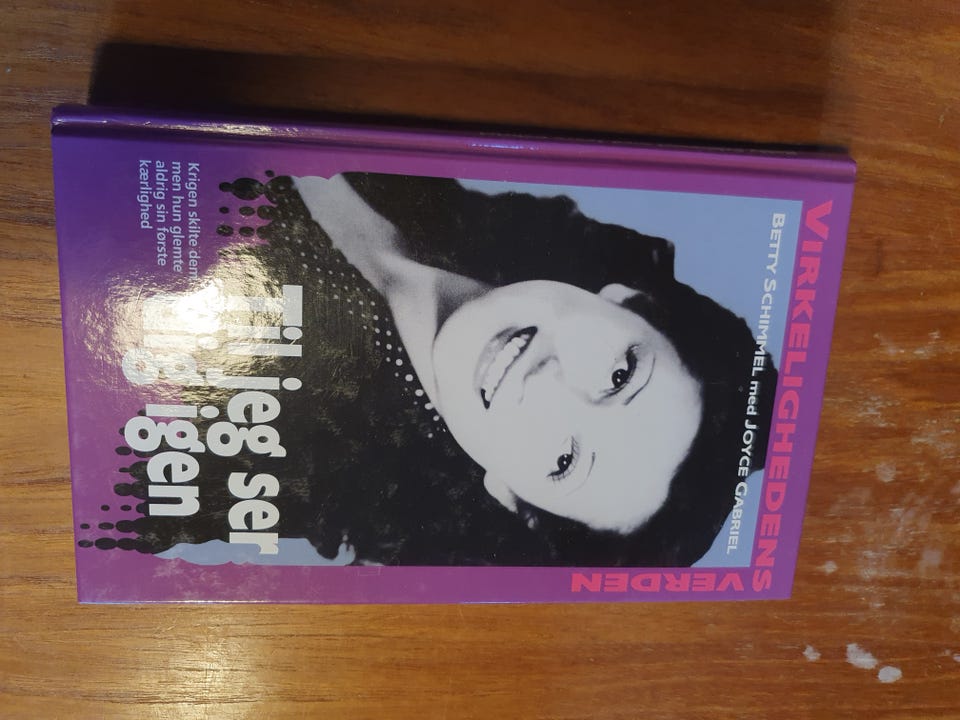 VIRKELIGHEDENS
VERDEN
BETTY SCHIMMEL med JOYCE GABRIEL
Til jeg ser
dig igen
Krigen skilte dem
men hun glemte
aldrig sin første
kærlighed